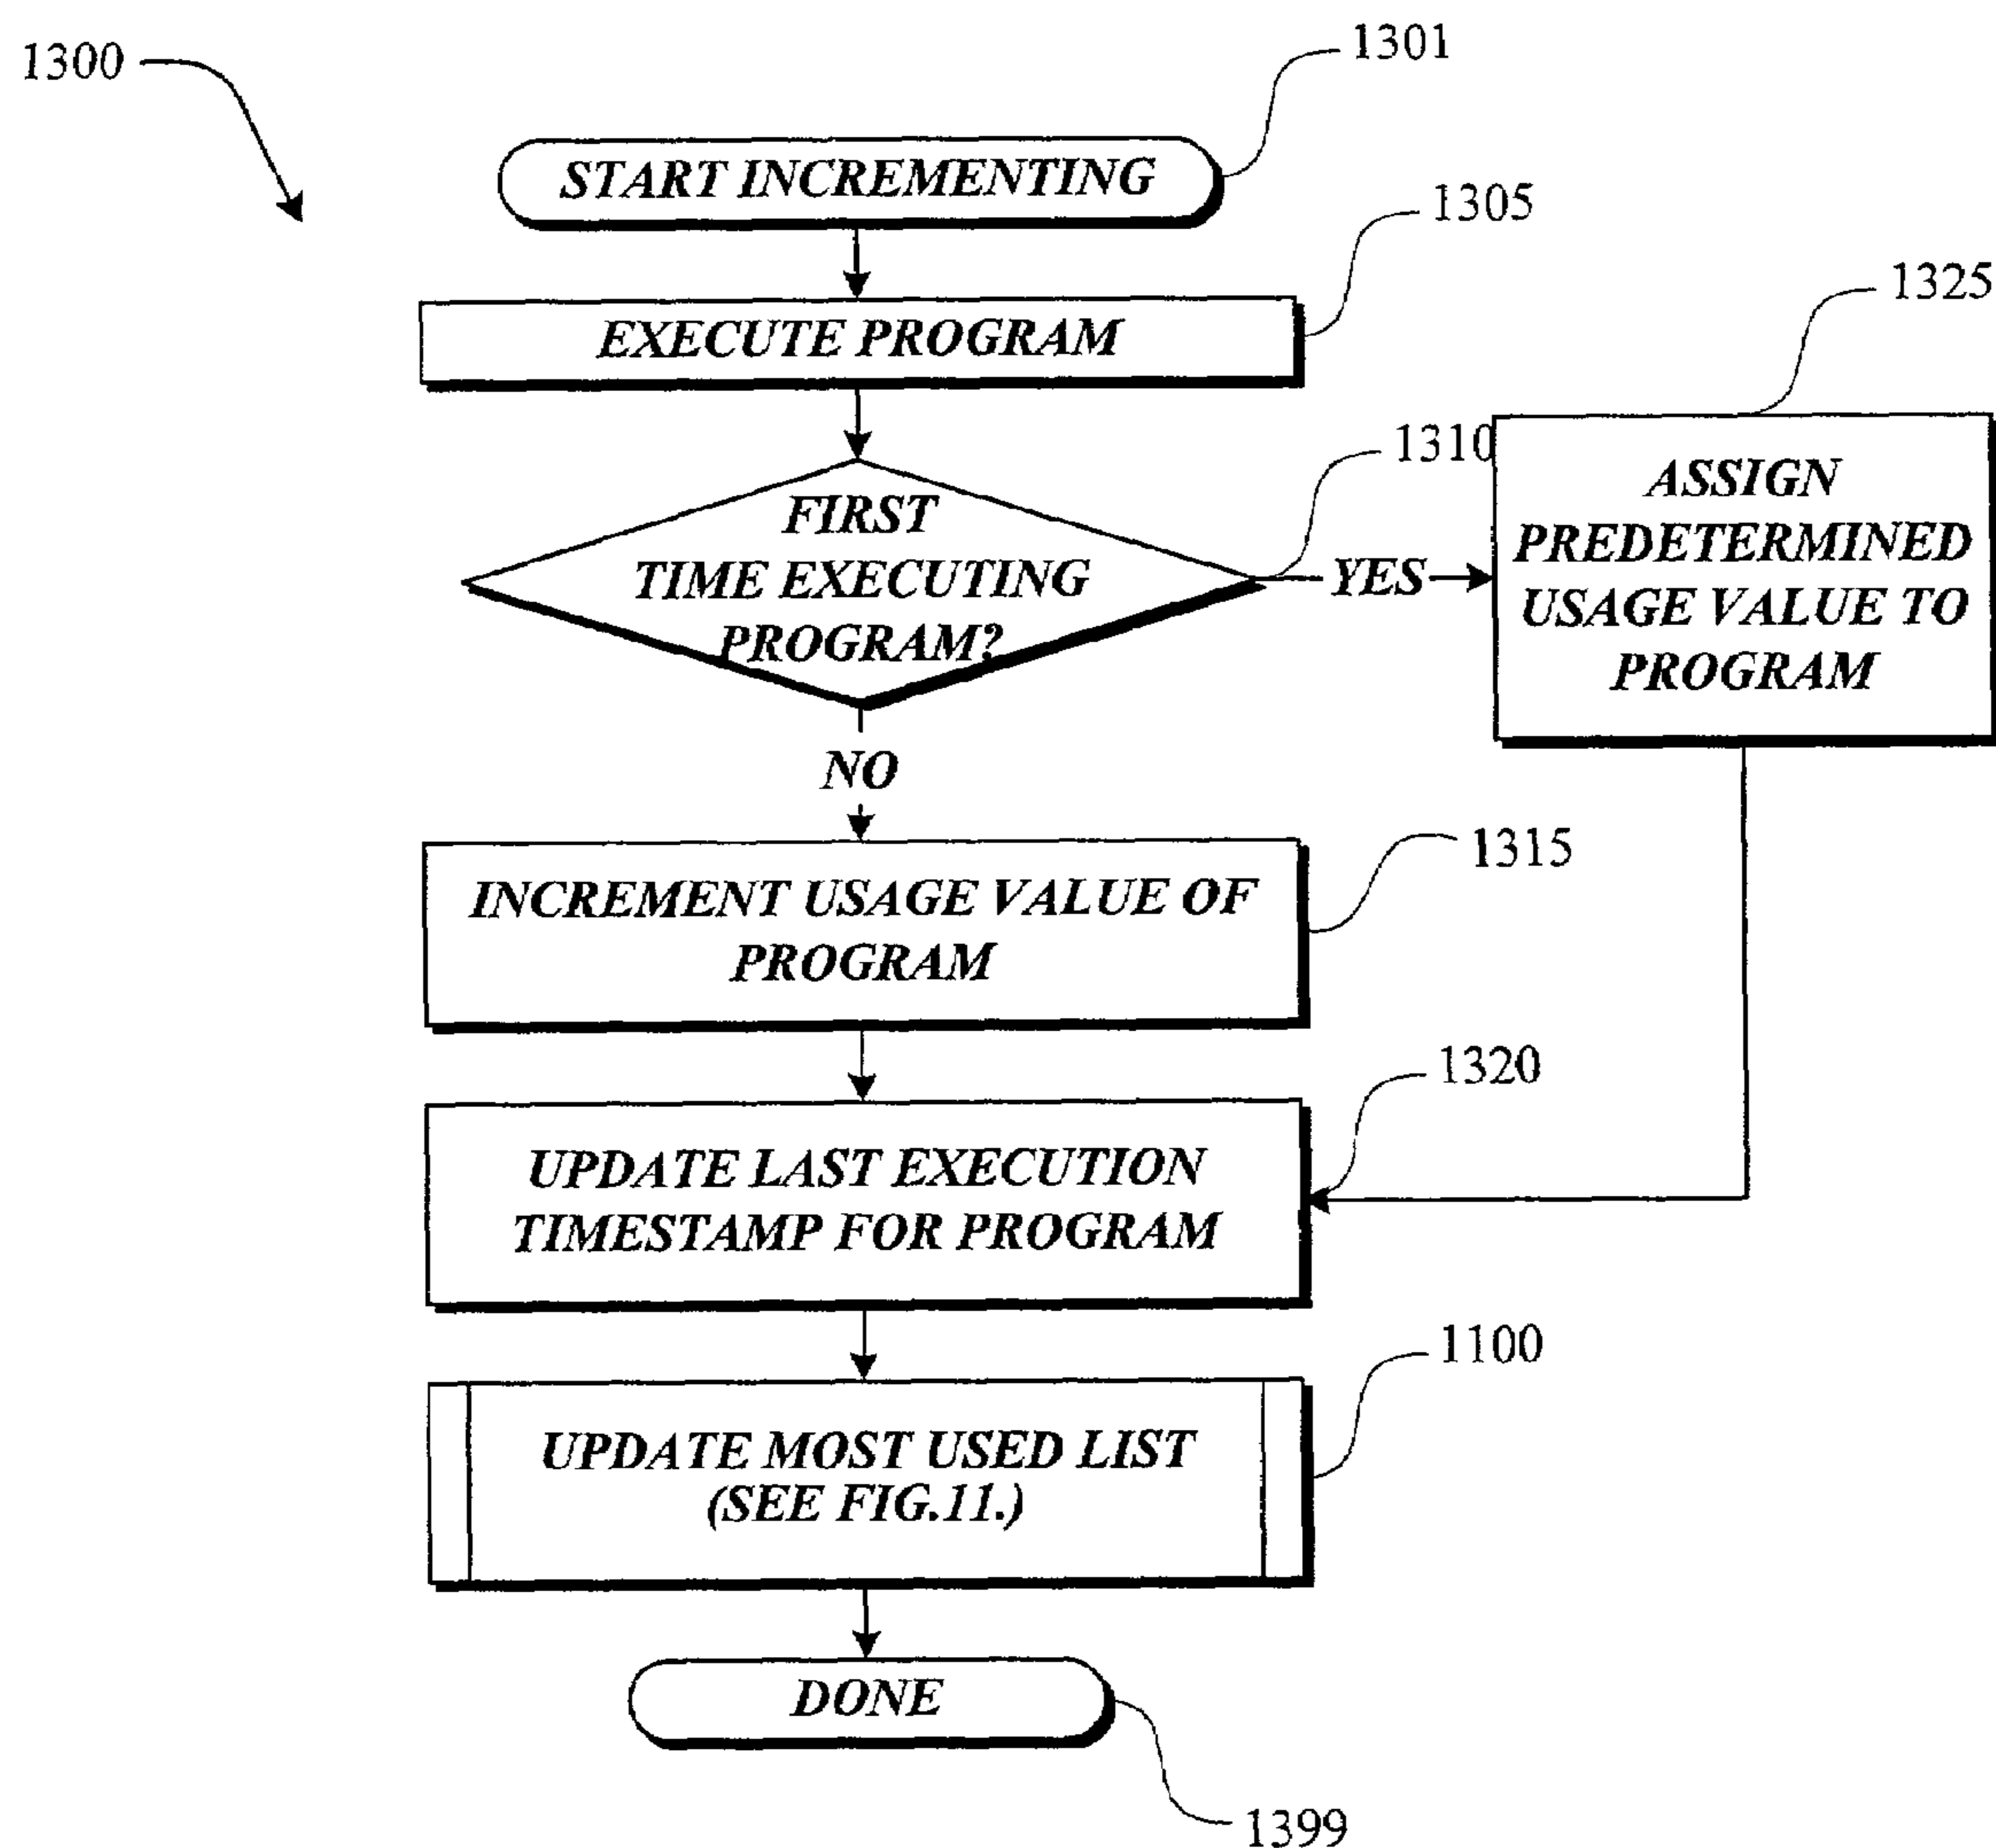 1300
1301
START INCREMENTING
1305
EXECUTE PROGRAM
1325
1310
FIRST
TIME EXECUTING
PROGRAM?
YES
ASSIGN
PREDETERMINED
USAGE VALUE TO
PROGRAM
NO
1315
INCREMENT USAGE VALUE OF
PROGRAM
1320
UPDATE LAST EXECUTION
TIMESTAMP FOR PROGRAM
1100
UPDATE MOST USED LIST
(SEE FIG.11.)
DONE
1399